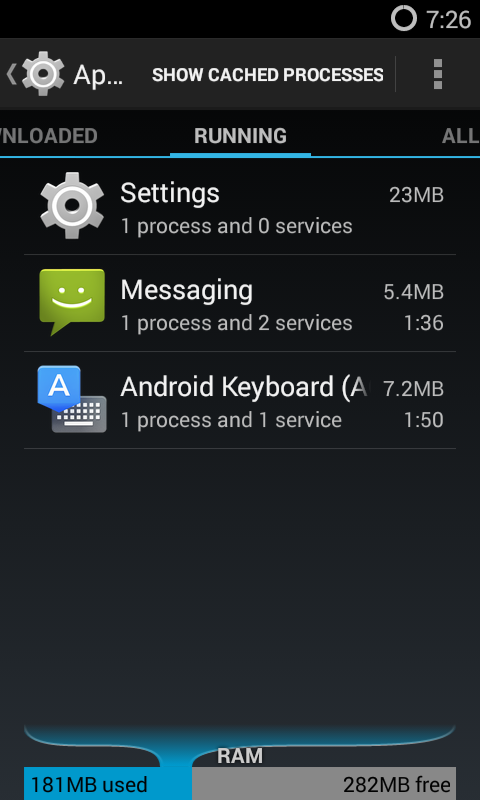 7:26
Ap... SHOW CACHED PROCESSES
NLOADED RUNNING ALL
Settings 23MB
1 process and 0 services
Messaging 5.4MB
1 process and 2 services 1:36
A
Android Keyboard (A 7.2MB
1 process and 1 service 1:50
RAM
181MB used 282MB free